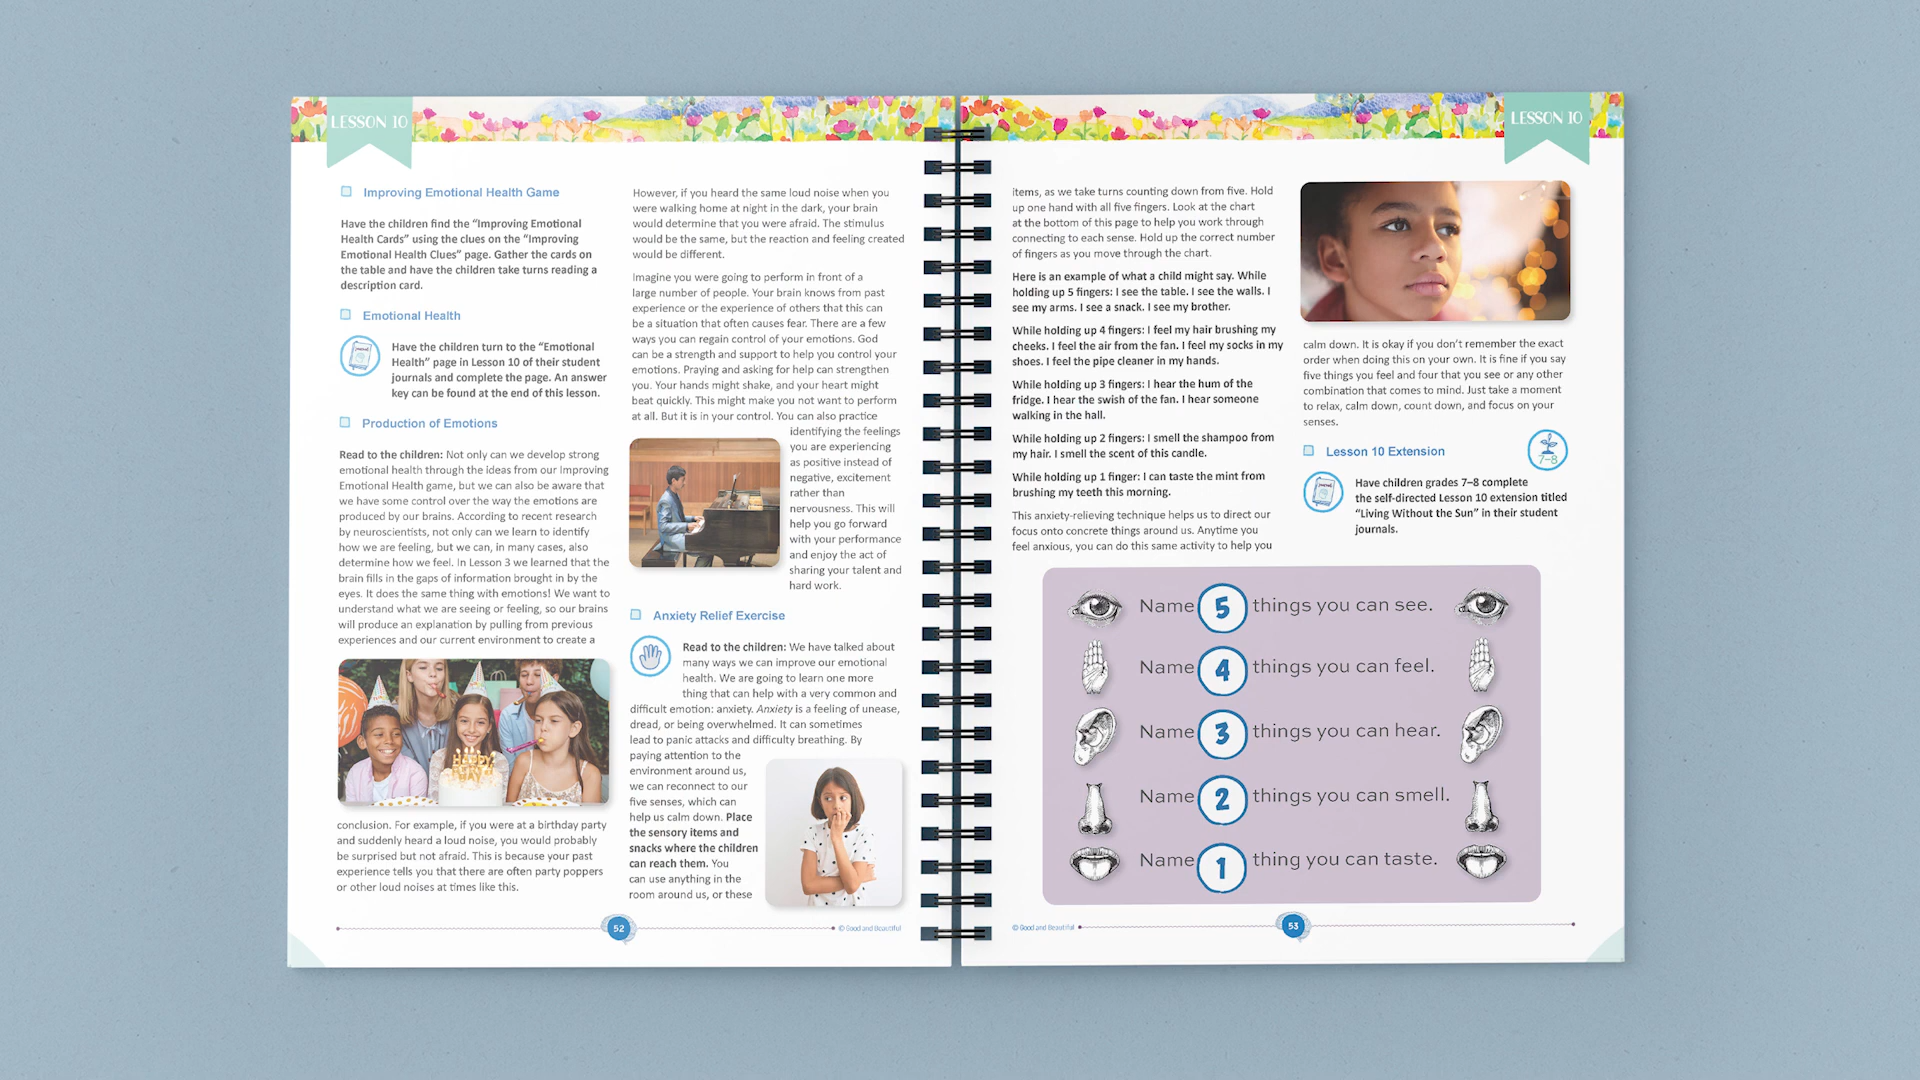 LESSON 10
Improving Emotional Health Game
Have the children find the “Improving Emotional
Health Cards” using the clues on the “Improving
Emotional Health Clues” page. Gather the cards on
the table and have the children take turns reading a
description card.
Emotional Health
Have the children turn to the “Emotional
Health” page in Lesson 10 of their student
journals and complete the page. An answer
key can be found at the end of this lesson.
Production of Emotions
Read to the children: Not only can we develop strong
emotional health through the ideas from our Improving
Emotional Health game, but we can also be aware that
we have some control over the way the emotions are
produced by our brains. According to recent research
by neuroscientists, not only can we learn to identify
how we are feeling, but we can, in many cases, also
determine how we feel. In Lesson 3 we learned that the
brain fills in the gaps of information brought in by the
eyes. It does the same thing with emotions! We want to
understand what we are seeing or feeling, so our brains
will produce an explanation by pulling from previous
experiences and our current environment to create a
conclusion. For example, if you were at a birthday party
and suddenly heard a loud noise, you would probably
be surprised but not afraid. This is because your past
experience tells you that there are often party poppers
or other loud noises at times like this.
However, if you heard the same loud noise when you
were walking home at night in the dark, your brain
would determine that you were afraid. The stimulus
would be the same, but the reaction and feeling created
would be different.
Imagine you were going to perform in front of a
large number of people. Your brain knows from past
experience or the experience of others that this can
be a situation that often causes fear. There are a few
ways you can regain control of your emotions. God
can be a strength and support to help you control your
emotions. Praying and asking for help can strengthen
you. Your hands might shake, and your heart might
beat quickly. This might make you not want to perform
at all. But it is in your control. You can also practice
identifying the feelings
you are experiencing
as positive instead of
negative, excitement
rather than
nervousness. This will
help you go forward
with your performance
and enjoy the act of
sharing your talent and
hard work.
Anxiety Relief Exercise
Read to the children: We have talked about
many ways we can improve our emotional
health. We are going to learn one more
thing that can help with a very common and
difficult emotion: anxiety. Anxiety is a feeling of unease,
dread, or being overwhelmed. It can sometimes
lead to panic attacks and difficulty breathing. By
paying attention to the
environment around us,
we can reconnect to our
five senses, which can
help us calm down. Place
the sensory items and
snacks where the children
can reach them. You
can use anything in the
room around us, or these
52
© Good and Beautiful
LESSON 10
items, as we take turns counting down from five. Hold
up one hand with all five fingers. Look at the chart
at the bottom of this page to help you work through
connecting to each sense. Hold up the correct number
of fingers as you move through the chart.
Here is an example of what a child might say. While
holding up 5 fingers: I see the table. I see the walls. I
see my arms. I see a snack. I see my brother.
While holding up 4 fingers: I feel my hair brushing my
cheeks. I feel the air from the fan. I feel my socks in my
shoes. I feel the pipe cleaner in my hands.
While holding up 3 fingers: I hear the hum of the
fridge. I hear the swish of the fan. I hear someone
walking in the hall.
While holding up 2 fingers: I smell the shampoo from
my hair. I smell the scent of this candle.
While holding up 1 finger: I can taste the mint from
brushing my teeth this morning.
This anxiety-relieving technique helps us to direct our
focus onto concrete things around us. Anytime you
feel anxious, you can do this same activity to help you
calm down. It is okay if you don’t remember the exact
order when doing this on your own. It is fine if you say
five things you feel and four that you see or any other
combination that comes to mind. Just take a moment
to relax, calm down, count down, and focus on your
senses.
Lesson 10 Extension
7–8
Have children grades 7–8 complete
the self-directed Lesson 10 extension titled
“Living Without the Sun” in their student
journals.
Name 5 things you can see.
Name 4 things you can feel.
Name 3 things you can hear.
Name 2 things you can smell.
Name 1 thing you can taste.
© Good and Beautiful
53